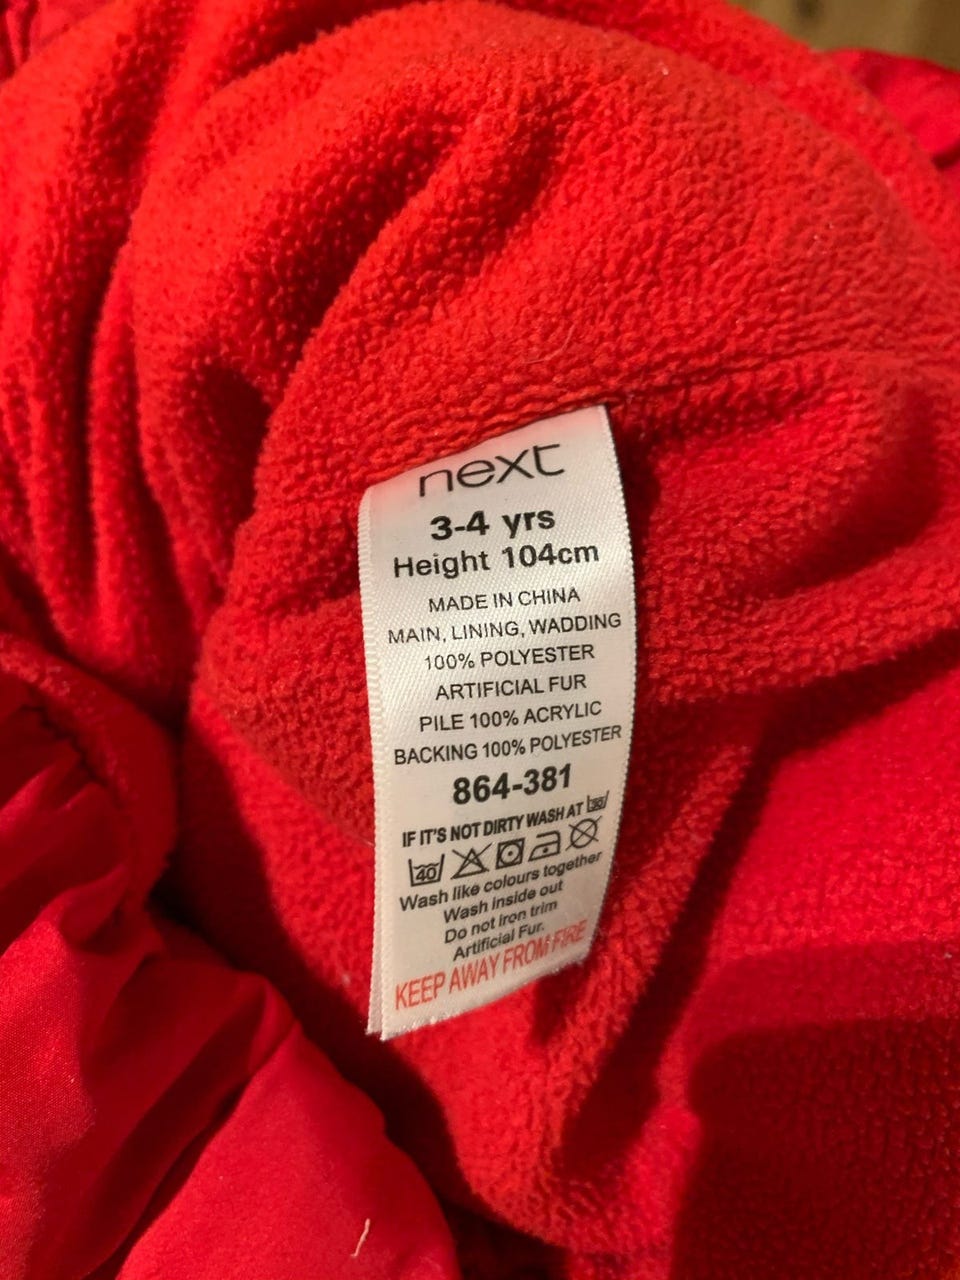 next
3-4 yrs
Height 104cm
MADE IN CHINA
MAIN, LINING, WADDING
100% POLYESTER
ARTIFICIAL FUR
PILE 100% ACRYLIC
BACKING 100% POLYESTER
864-381
IF IT'S NOT DIRTY WASH AT 30
40
Wash like colours together
Wash inside out
Do not iron trim
Artificial Fur.
KEEP AWAY FROM FIRE